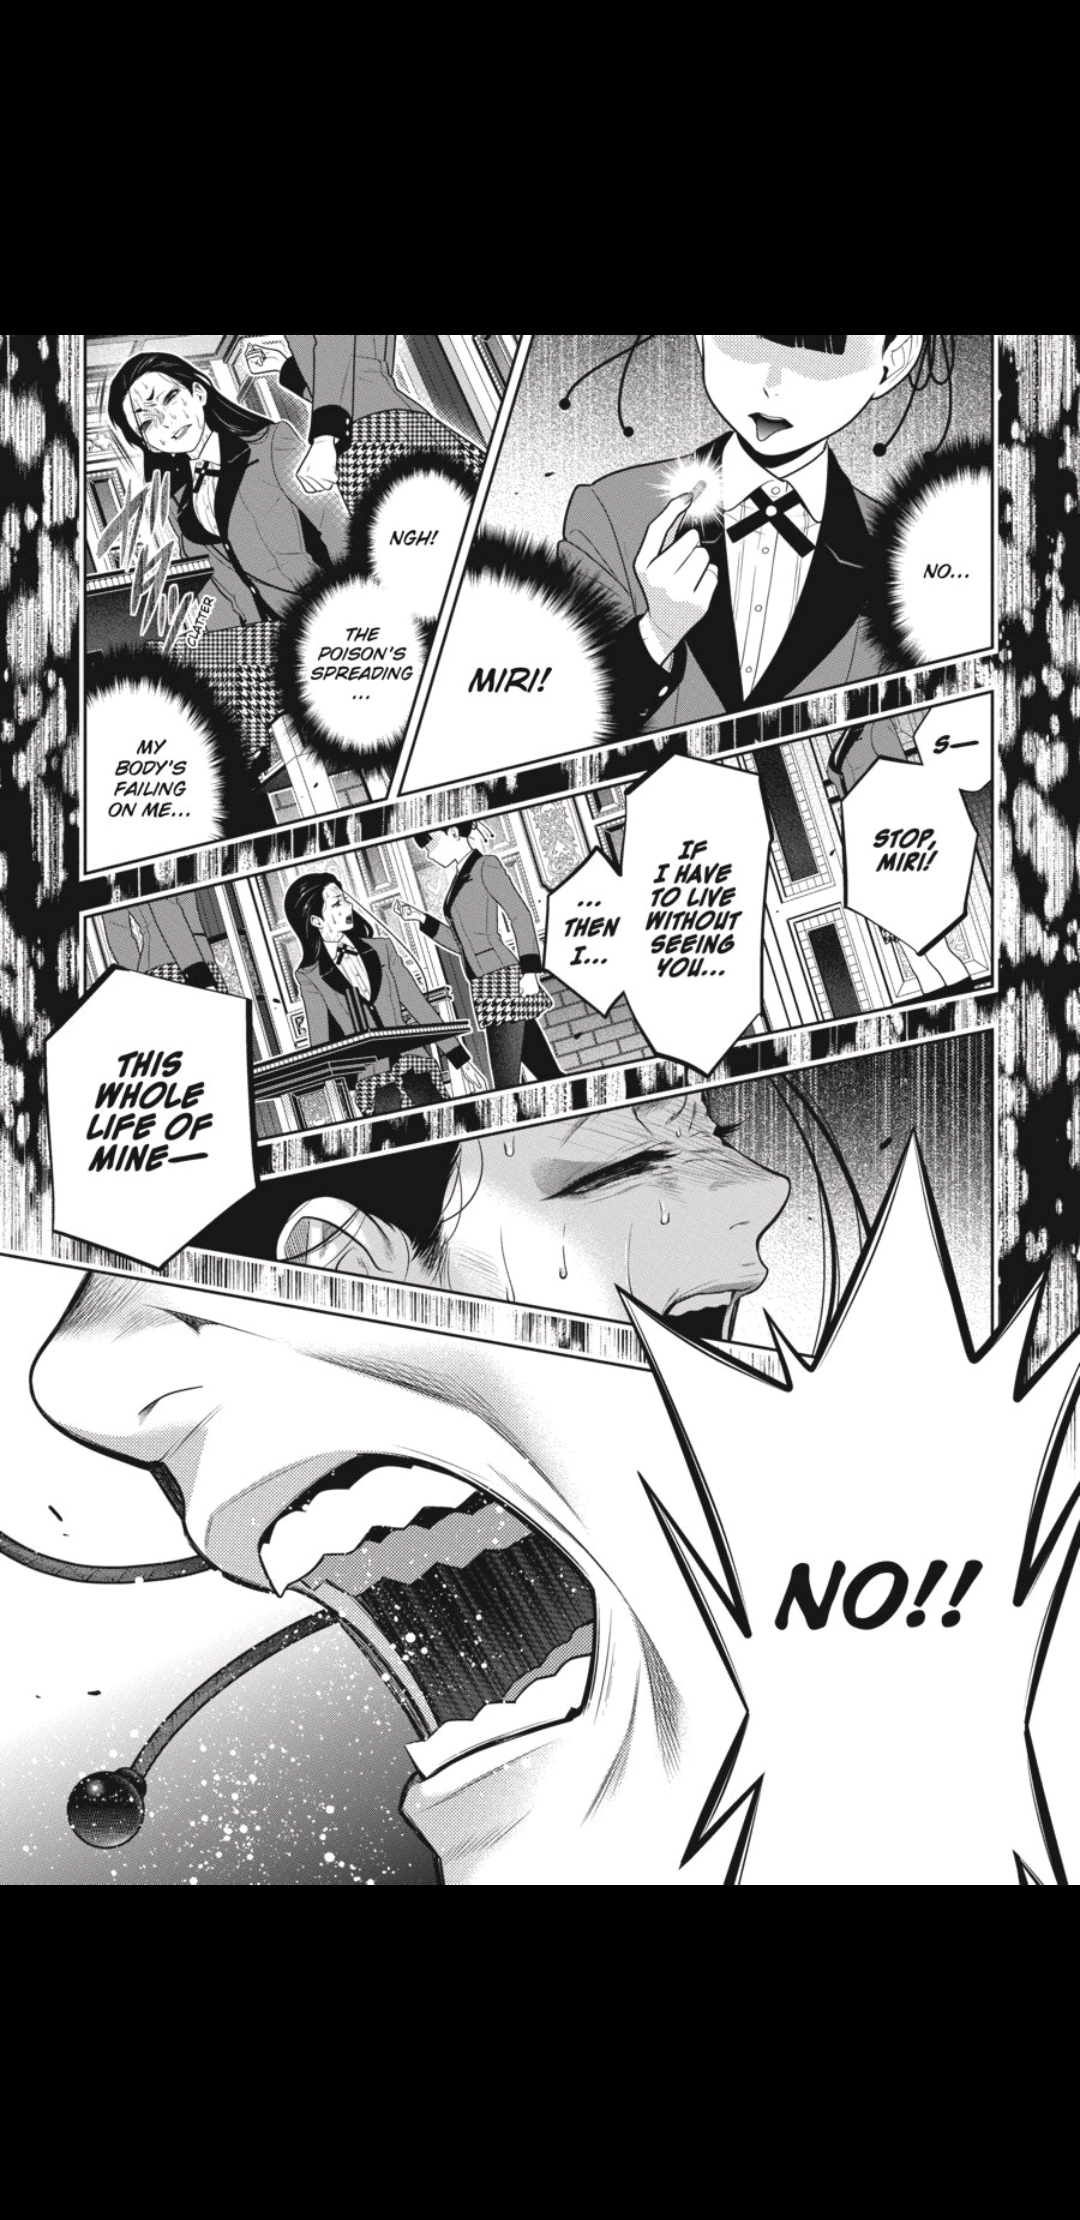 NO...
MIRI!
NGH!
THE
POISON'S
SPREADING
...
CLATTER
MY
BODY'S
FAILING
ON ME...
S—
STOP,
MIRI!
IF
I HAVE
TO LIVE
WITHOUT
SEEING
YOU...
...
THEN
I...
THIS
WHOLE
LIFE OF
MINE—
NO!!